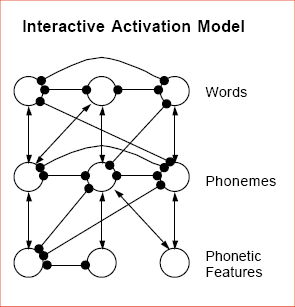 Interactive Activation Model
Words
Phonemes
Phonetic
Features